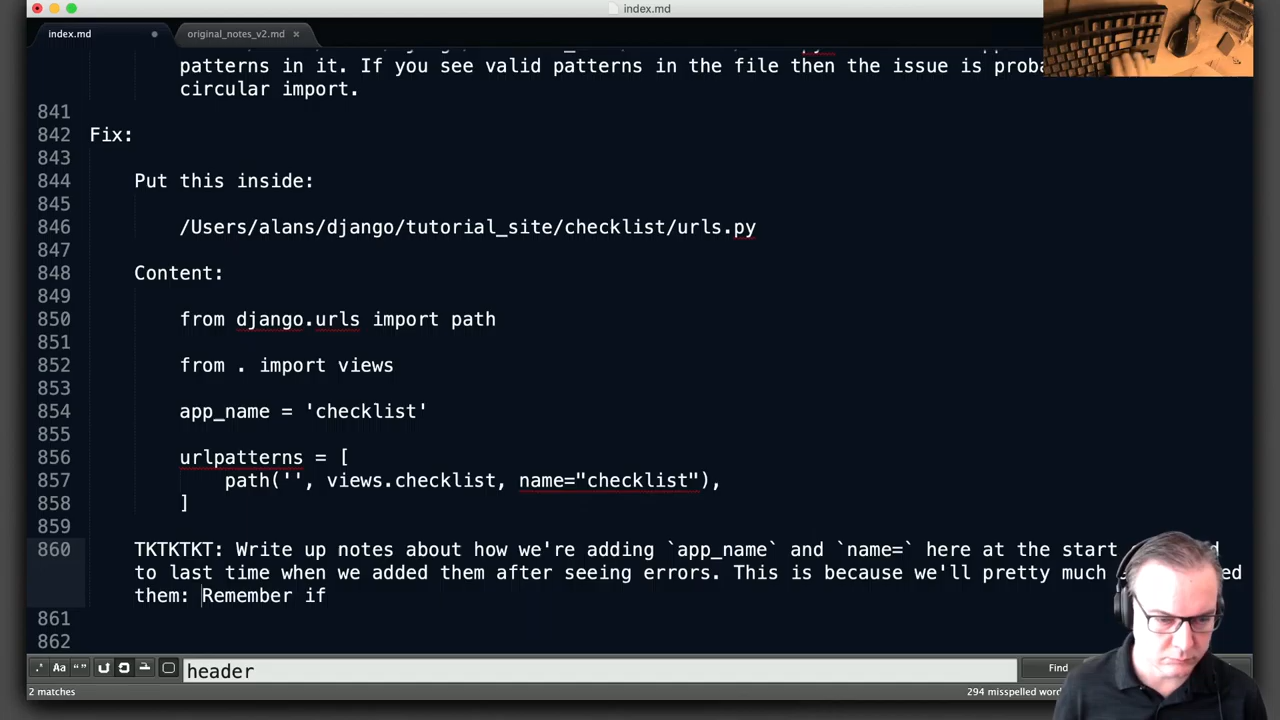 index.md
index.md
original_notes_v2.md
patterns in it. If you see valid patterns in the file then the issue is
circular import.
841
842 Fix:
843
844 Put this inside:
845
846 /Users/alans/django/tutorial_site/checklist/urls.py
847
848 Content:
849
850 from django.urls import path
851
852 from . import views
853
854 app_name = 'checklist'
855
856 urlpatterns = [
857 path('', views.checklist, name="checklist"),
858 ]
859
860 TKTKTKT: Write up notes about how we're adding `app_name` and `name=` here at the start
to last time when we added them after seeing errors. This is because we'll pretty much
them: Remember if
861
862
.* Aa “ ” header Find
2 matches 294 misspelled